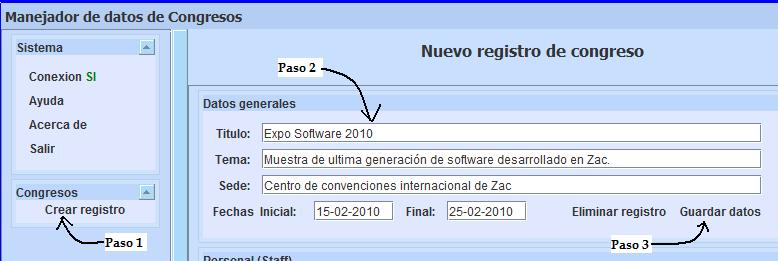 Manejador de datos de Congresos
Sistema
Conexion SI
Ayuda
Acerca de
Salir
Congresos
Crear registro
Paso 1
Nuevo registro de congreso
Paso 2
Datos generales
Titulo: Expo Software 2010
Tema: Muestra de ultima generación de software desarrollado en Zac.
Sede: Centro de convenciones internacional de Zac
Fechas Inicial: 15-02-2010 Final: 25-02-2010 Eliminar registro Guardar datos
Paso 3
Personal (Staff)